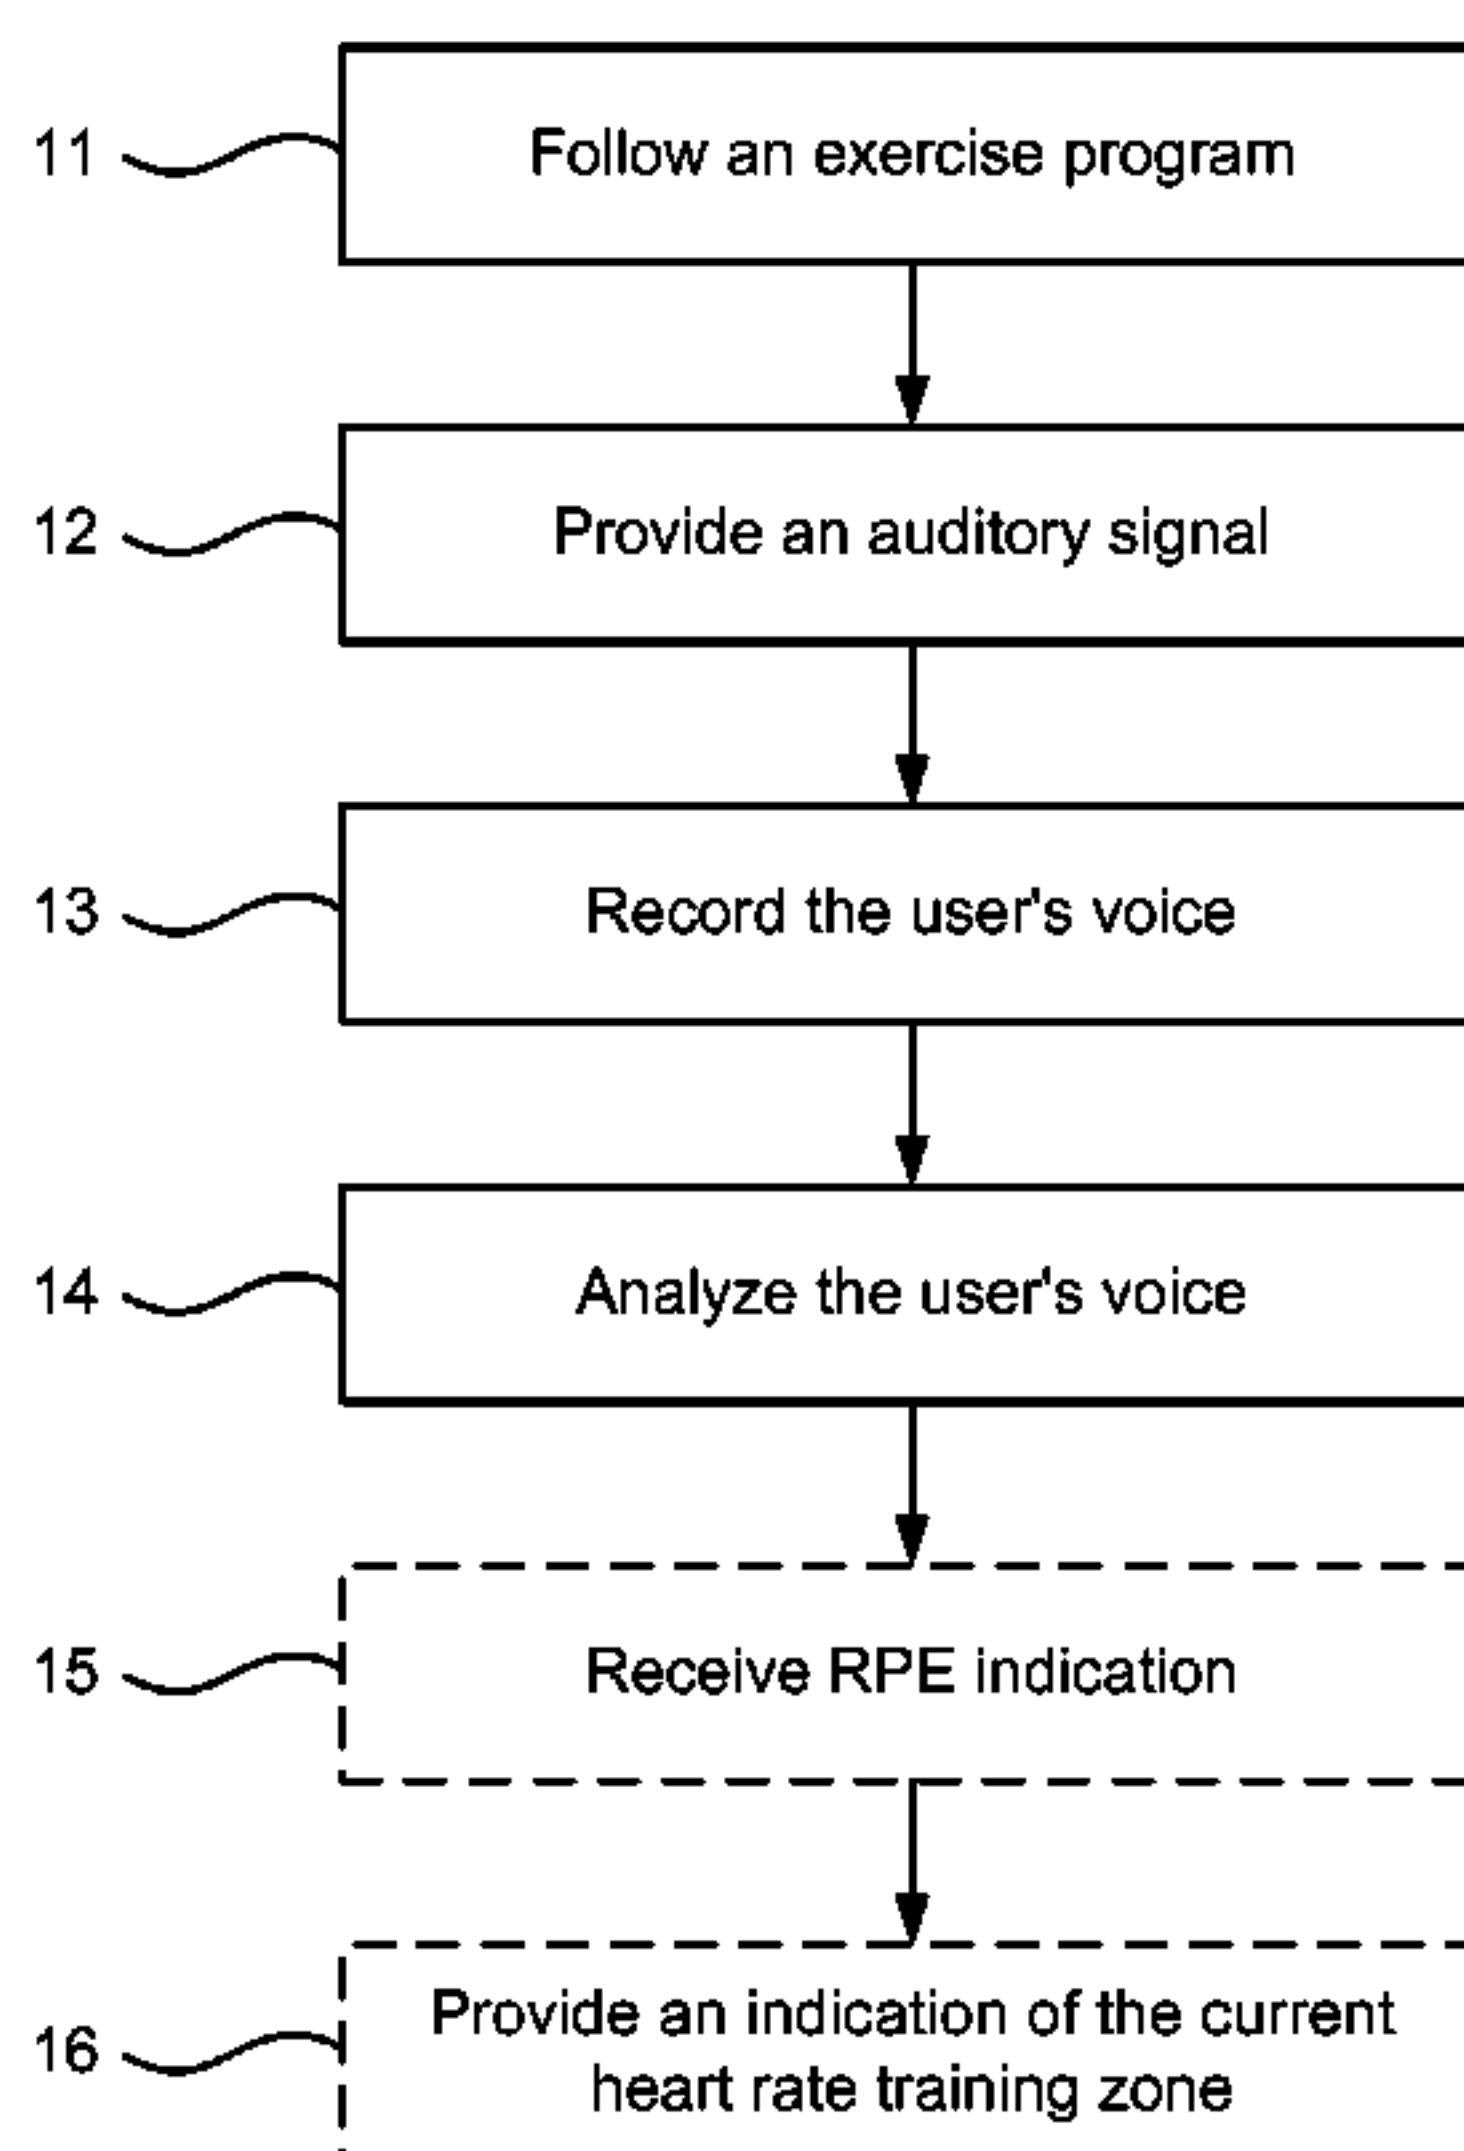 11 Follow an exercise program
12 Provide an auditory signal
13 Record the user's voice
14 Analyze the user's voice
15 Receive RPE indication
16 Provide an indication of the current
heart rate training zone